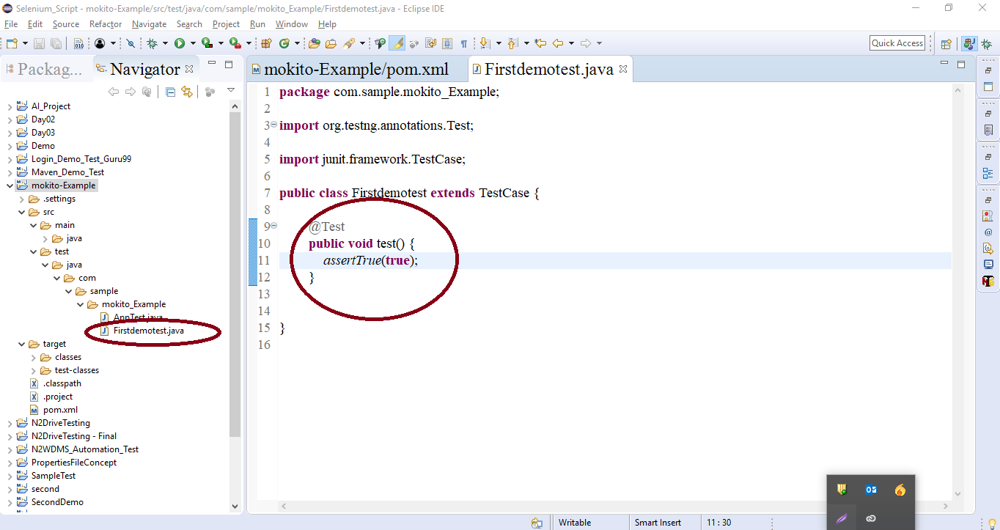 Selenium_Script - mokito-Example/src/test/java/com/sample/mokito_Example/Firstdemotest.java - Eclipse IDE
File Edit Source Refactor Navigate Search Project Run Window Help
Quick Access
Packag...
Navigator
AI_Project
Day02
Day03
Demo
Login_Demo_Test_Guru99
Maven_Demo_Test
mokito-Example
.settings
src
main
java
test
java
com
sample
mokito_Example
AppTest.java
Firstdemotest.java
target
classes
test-classes
.classpath
.project
pom.xml
N2DriveTesting
N2DriveTesting - Final
N2WDMS_Automation_Test
PropertiesFileConcept
SampleTest
second
SecondDemo
mokito-Example/pom.xml
Firstdemotest.java
1 package com.sample.mokito_Example;
2
3 import org.testng.annotations.Test;
4
5 import junit.framework.TestCase;
6
7 public class Firstdemotest extends TestCase {
8
9 @Test
10 public void test() {
11 assertTrue(true);
12 }
13
14
15 }
16
Writable
Smart Insert
11 : 30